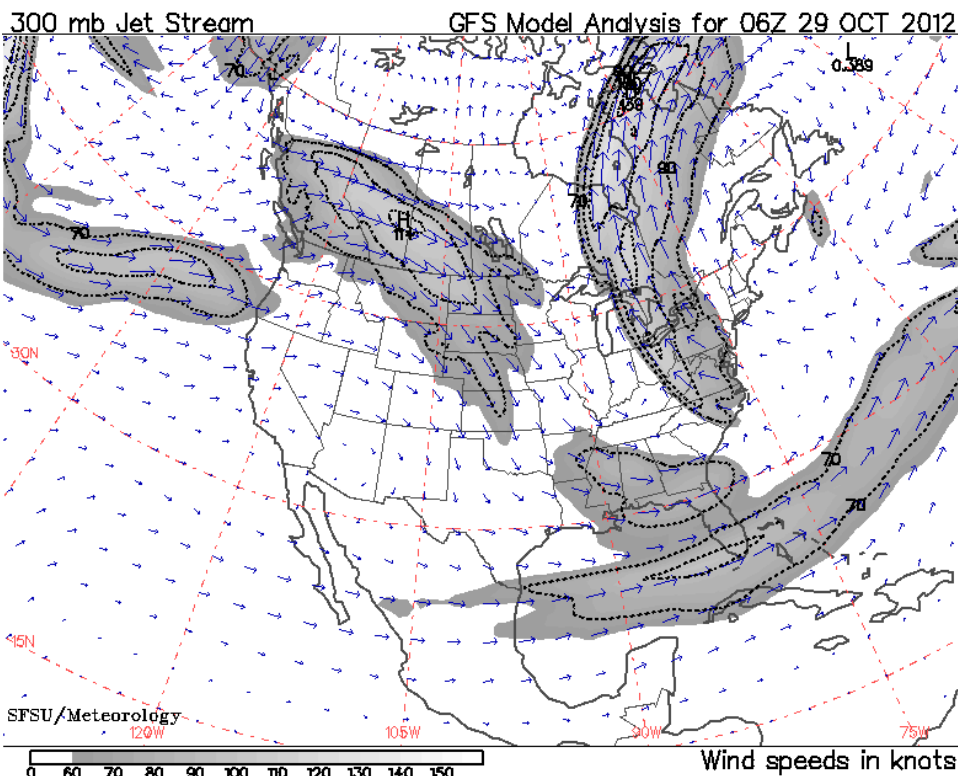 300 mb Jet Stream GFS Model Analysis for 06Z 29 OCT 2012
L
0.389
70
90
70
H
70
30N
70
70
15N
SFSU/Meteorology
120W 105W 90W 75W
0 60 70 80 90 100 110 120 130 140 150
Wind speeds in knots